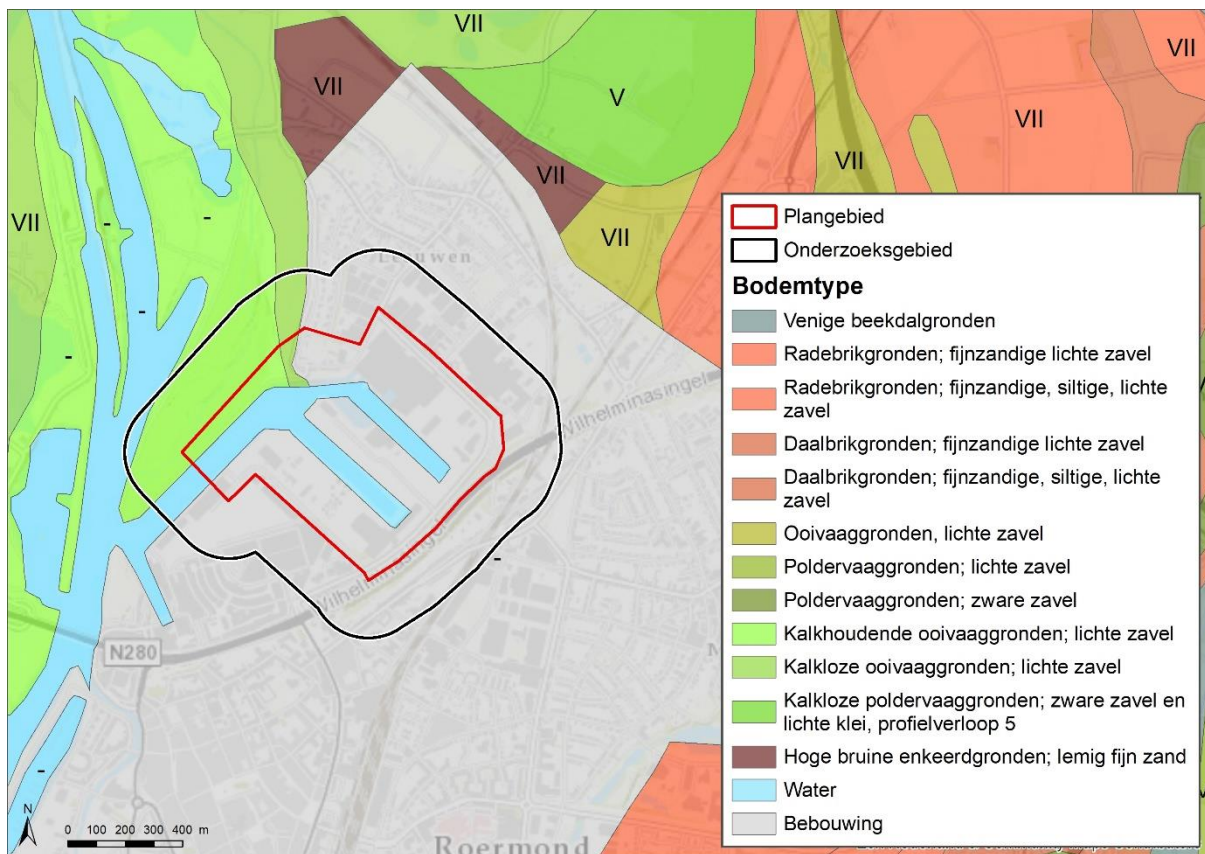 VII
VII
VII
V
VII
VII
VII
VII
-
VII
VII
-
-
Leeuwen
Wilhelminasingel
Wilhelminasingel
-
N280
-
N
0 100 200 300 400 m
Roermond
Plangebied
Onderzoeksgebied
Bodemtype
Venige beekdalgronden
Radebrikgronden; fijnzandige lichte zavel
Radebrikgronden; fijnzandige, siltige, lichte
zavel
Daalbrikgronden; fijnzandige lichte zavel
Daalbrikgronden; fijnzandige, siltige, lichte
zavel
Ooivaaggronden, lichte zavel
Poldervaaggronden; lichte zavel
Poldervaaggronden; zware zavel
Kalkhoudende ooivaaggronden; lichte zavel
Kalkloze ooivaaggronden; lichte zavel
Kalkloze poldervaaggronden; zware zavel en
lichte klei, profielverloop 5
Hoge bruine enkeerdgronden; lemig fijn zand
Water
Bebouwing